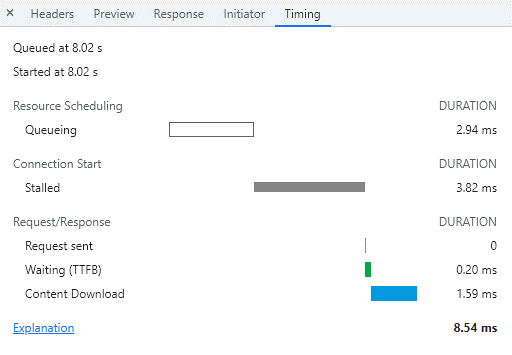 × Headers Preview Response Initiator Timing
Queued at 8.02 s
Started at 8.02 s
Resource Scheduling DURATION
Queueing 2.94 ms
Connection Start DURATION
Stalled 3.82 ms
Request/Response DURATION
Request sent 0
Waiting (TTFB) 0.20 ms
Content Download 1.59 ms
Explanation 8.54 ms